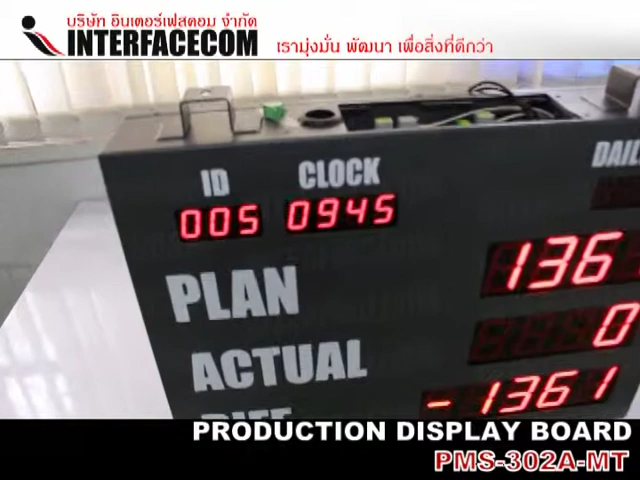 บริษัท อินเตอร์เฟสคอม จำกัด
INTERFACECOM
เรามุ่งมั่น พัฒนา เพื่อสิ่งที่ดีกว่า
ID CLOCK DAIL
005 0945
PLAN 136
ACTUAL 0
DIFF -1361
PRODUCTION DISPLAY BOARD
PMS-302A-MT